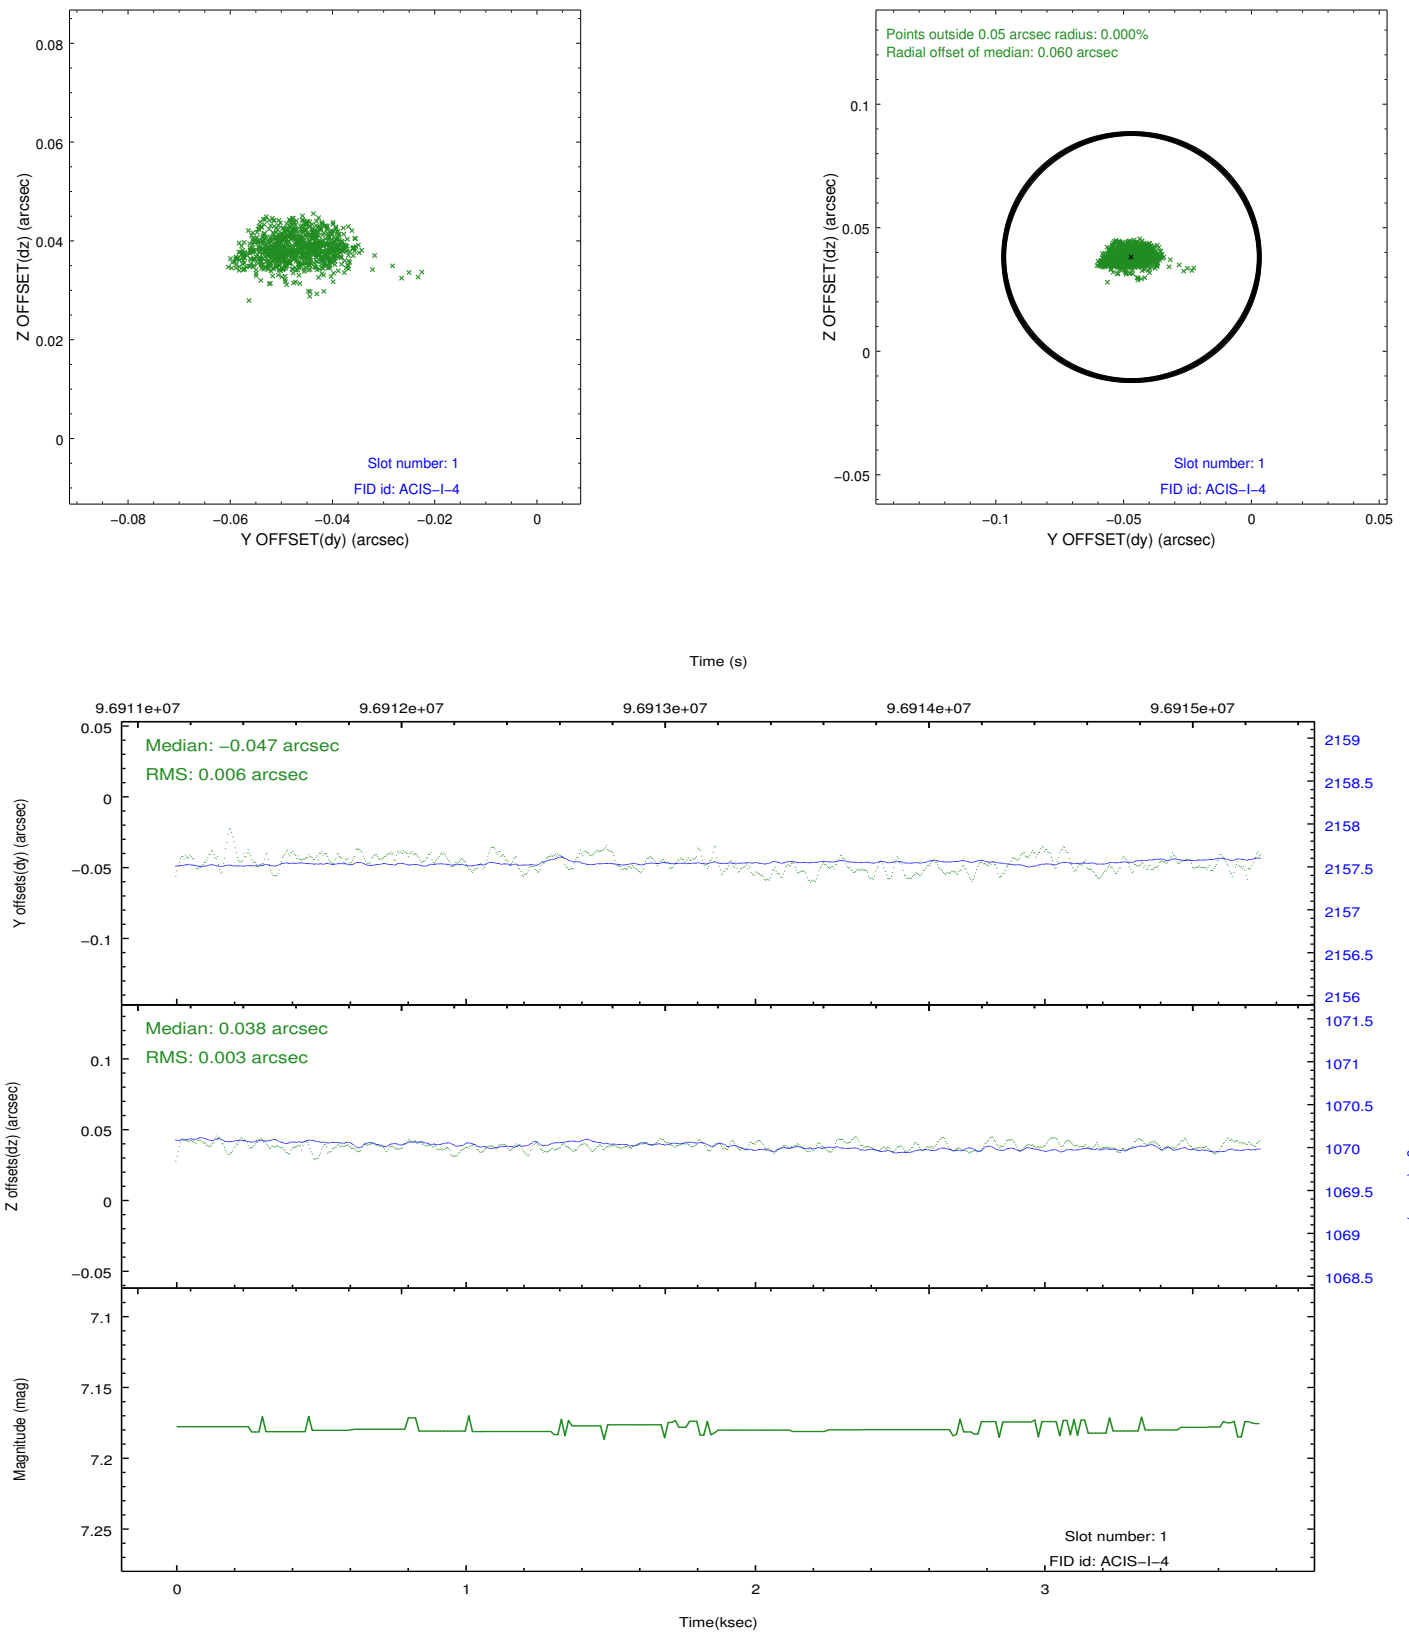 0.08
0.06
0.04
0.02
0
Z OFFSET(dz) (arcsec)
Slot number: 1
FID id: ACIS−I−4
−0.08
−0.06
−0.04
−0.02
0
Y OFFSET(dy) (arcsec)
Points outside 0.05 arcsec radius: 0.000%
Radial offset of median: 0.060 arcsec
0.1
0.05
0
−0.05
Z OFFSET(dz) (arcsec)
Slot number: 1
FID id: ACIS−I−4
−0.1
−0.05
0
0.05
Y OFFSET(dy) (arcsec)
Time (s)
9.6911e+07
9.6912e+07
9.6913e+07
9.6914e+07
9.6915e+07
Median: −0.047 arcsec
RMS: 0.006 arcsec
0.05
0
−0.05
−0.1
Y offsets(dy) (arcsec)
2159
2158.5
2158
2157.5
2157
2156.5
2156
Median: 0.038 arcsec
RMS: 0.003 arcsec
0.1
0.05
0
−0.05
Z offsets(dz) (arcsec)
1071.5
1071
1070.5
1070
1069.5
1069
1068.5
7.1
7.15
7.2
7.25
Magnitude (mag)
Slot number: 1
FID id: ACIS−I−4
0
1
2
3
Time(ksec)